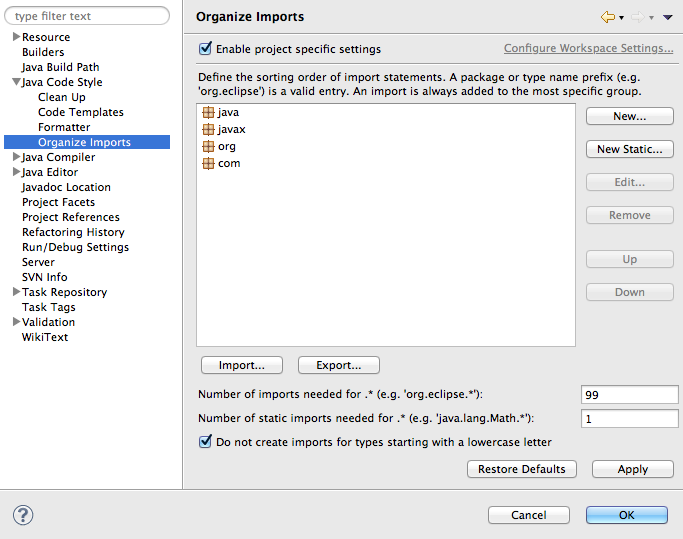 type filter text
Resource
Builders
Java Build Path
Java Code Style
Clean Up
Code Templates
Formatter
Organize Imports
Java Compiler
Java Editor
Javadoc Location
Project Facets
Project References
Refactoring History
Run/Debug Settings
Server
SVN Info
Task Repository
Task Tags
Validation
WikiText
Organize Imports
Enable project specific settings
Configure Workspace Settings...
Define the sorting order of import statements. A package or type name prefix (e.g.
'org.eclipse') is a valid entry. An import is always added to the most specific group.
java
javax
org
com
New...
New Static...
Edit...
Remove
Up
Down
Import...
Export...
Number of imports needed for .* (e.g. 'org.eclipse.*'):
99
Number of static imports needed for .* (e.g. 'java.lang.Math.*'):
1
Do not create imports for types starting with a lowercase letter
Restore Defaults
Apply
?
Cancel
OK